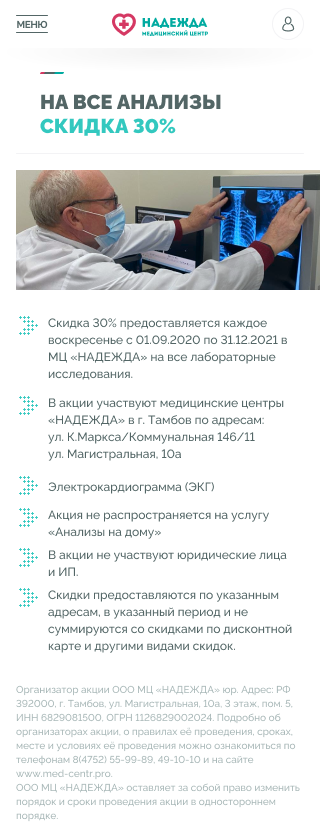 МЕНЮ
НАДЕЖДА
МЕДИЦИНСКИЙ ЦЕНТР
НА ВСЕ АНАЛИЗЫ
СКИДКА 30%
Скидка 30% предоставляется каждое
воскресенье с 01.09.2020 по 31.12.2021 в
МЦ «НАДЕЖДА» на все лабораторные
исследования.
В акции участвуют медицинские центры
«НАДЕЖДА» в г. Тамбов по адресам:
ул. К.Маркса/Коммунальная 146/11
ул. Магистральная, 10а
Электрокардиограмма (ЭКГ)
Акция не распространяется на услугу
«Анализы на дому»
В акции не участвуют юридические лица
и ИП.
Скидки предоставляются по указанным
адресам, в указанный период и не
суммируются со скидками по дисконтной
карте и другими видами скидок.
Организатор акции ООО МЦ «НАДЕЖДА» юр. Адрес: РФ
392000, г. Тамбов, ул. Магистральная, 10а, 3 этаж. пом. 5,
ИНН 6829081500, ОГРН 1126829002024. Подробно об
организаторах акции, о правилах её проведения, сроках,
месте и условиях её проведения можно ознакомиться по
телефонам 8(4752) 55-99-89, 49-10-10 и на сайте
www.med-centr.pro.
ООО МЦ «НАДЕЖДА» оставляет за собой право изменить
порядок и сроки проведения акции в одностороннем
порядке.